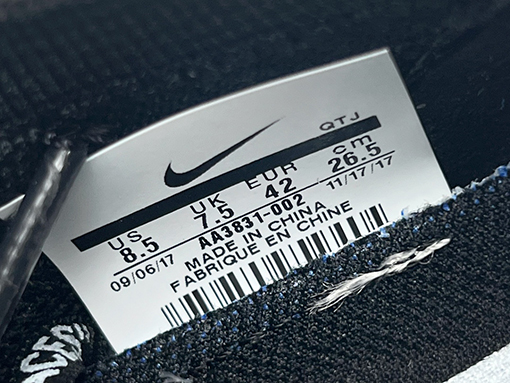 QTJ
US UK EUR cm
8.5 7.5 42 26.5
09/06/17 AA3831-002 11/17/17
MADE IN CHINA
FABRIQUE EN CHINE